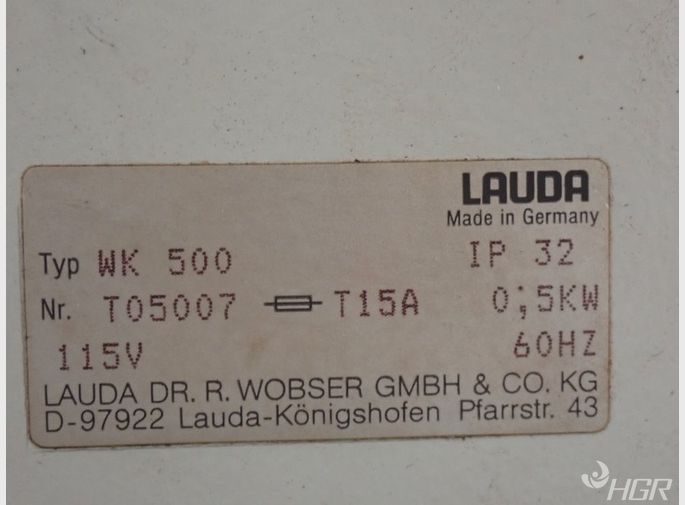 LAUDA
Made in Germany
Typ WK 500 IP 32
Nr. T05007 T15A 0;5KW
115V 60HZ
LAUDA DR. R. WOBSER GMBH & CO. KG
D-97922 Lauda-Königshofen Pfarrstr. 43
HGR